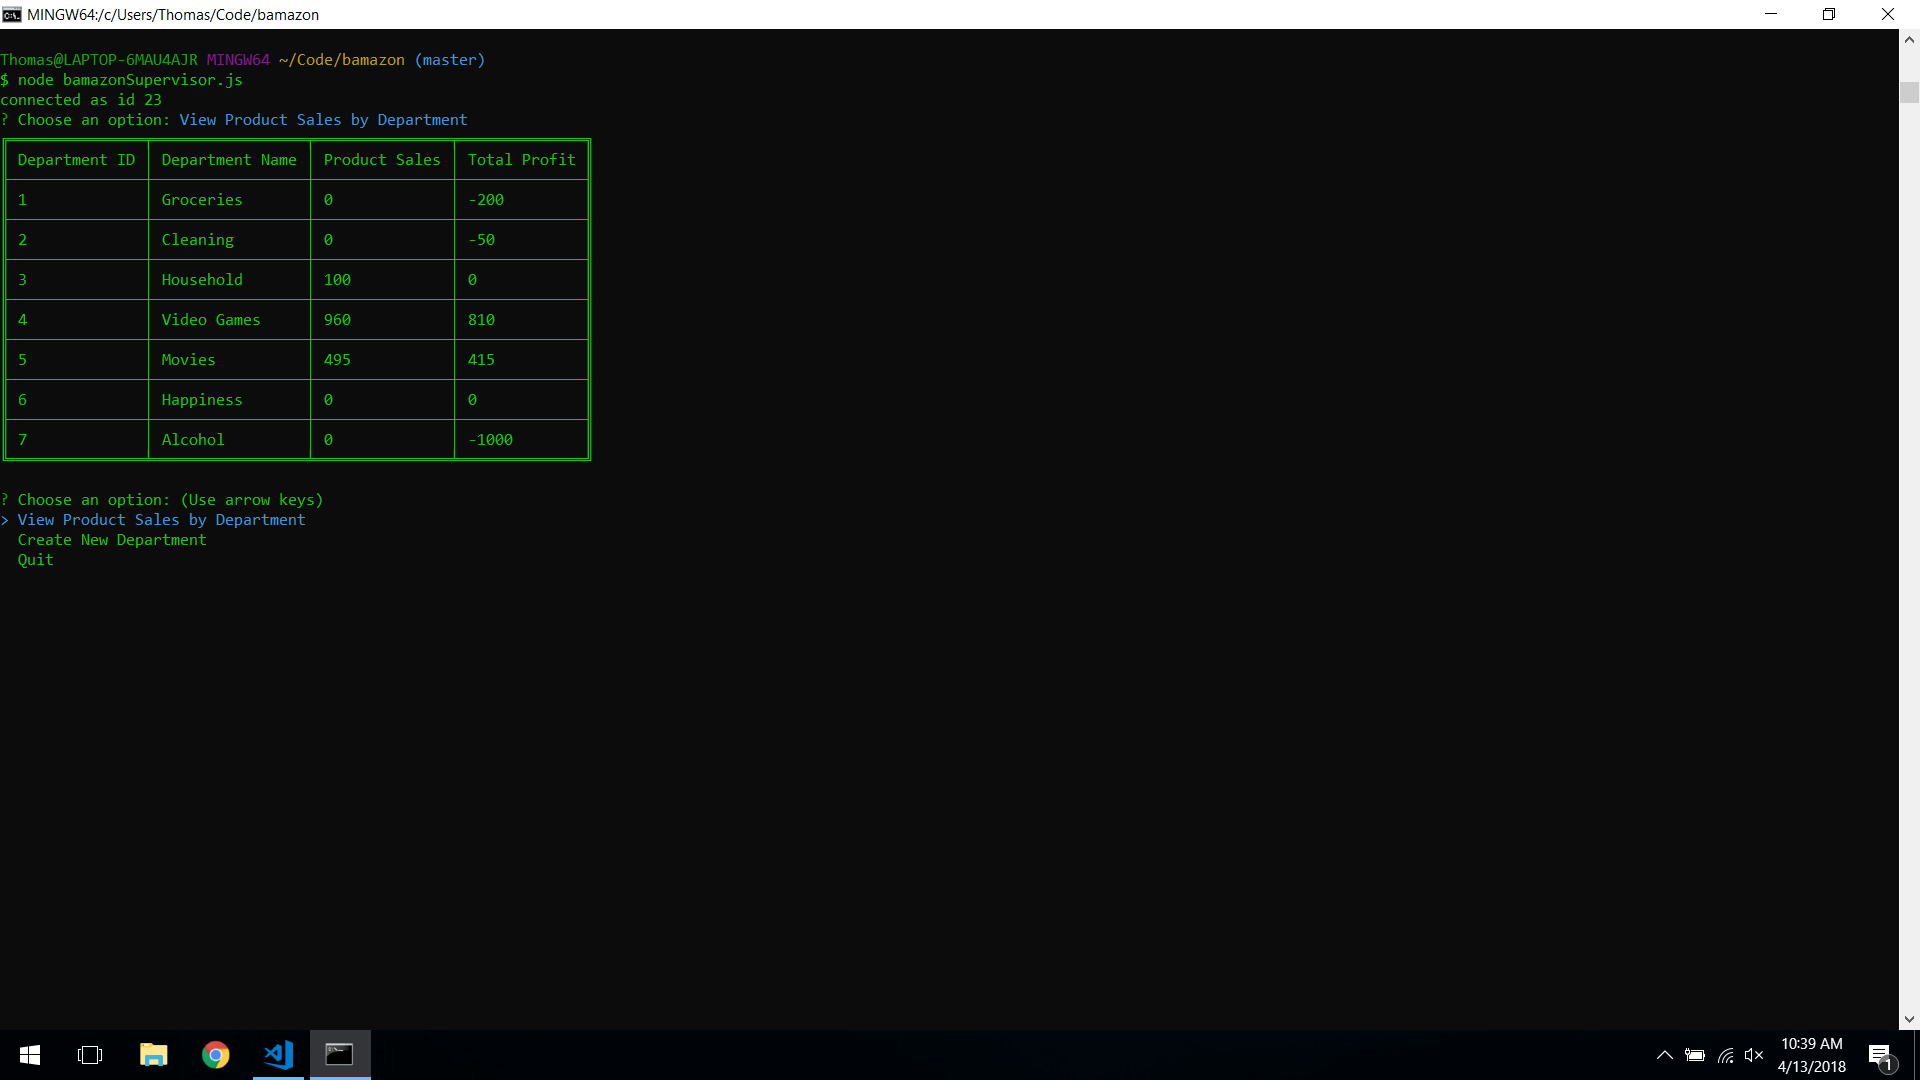 MINGW64:/c/Users/Thomas/Code/bamazon
Thomas@LAPTOP-6MAU4AJR MINGW64 ~/Code/bamazon (master)
$ node bamazonSupervisor.js
connected as id 23
? Choose an option: View Product Sales by Department
Department ID Department Name Product Sales Total Profit
1 Groceries 0 -200
2 Cleaning 0 -50
3 Household 100 0
4 Video Games 960 810
5 Movies 495 415
6 Happiness 0 0
7 Alcohol 0 -1000
? Choose an option: (Use arrow keys)
> View Product Sales by Department
Create New Department
Quit
10:39 AM
4/13/2018
1